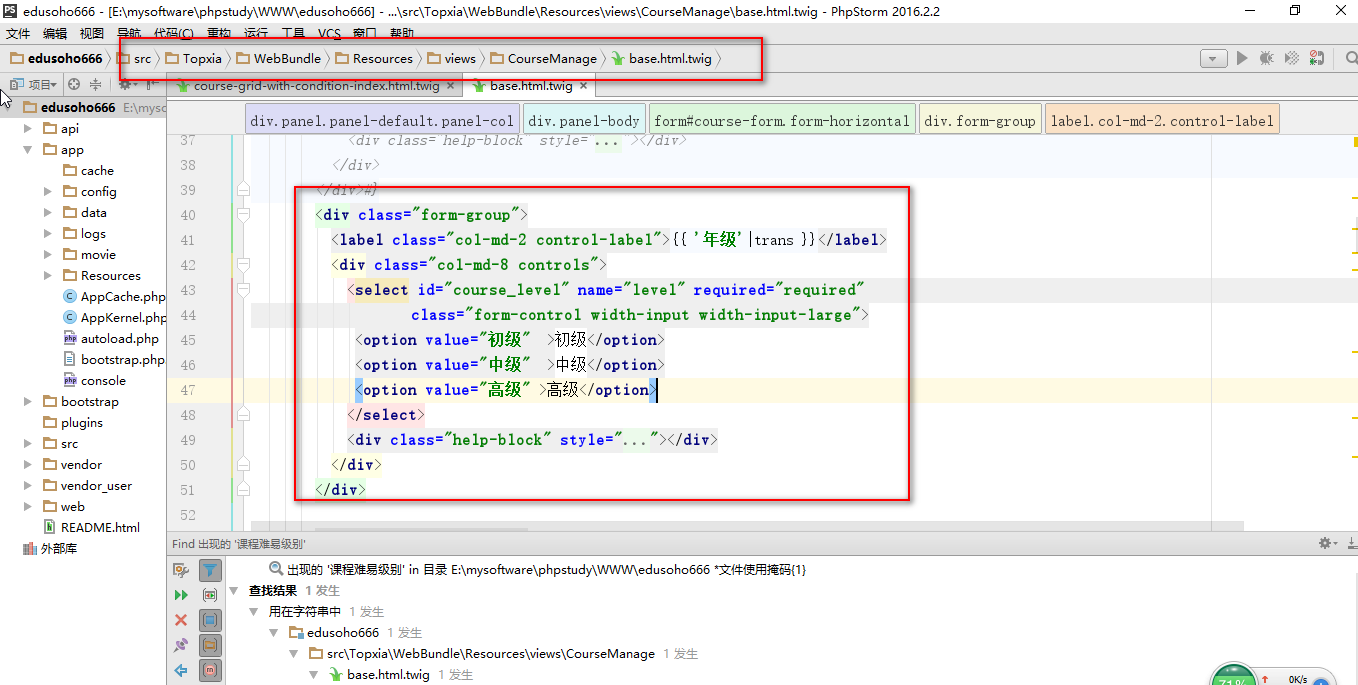 edusoho666 - [E:\mysoftware\phpstudy\WWW\edusoho666] - ...\src\Topxia\WebBundle\Resources\views\CourseManage\base.html.twig - PhpStorm 2016.2.2
文件 编辑 视图 导航 代码(C) 重构 运行 工具 VCS 窗口 帮助
edusoho666 src Topxia WebBundle Resources views CourseManage base.html.twig
项目 course-grid-with-condition-index.html.twig base.html.twig
edusoho666 E:\mysc
api
app
cache
config
data
logs
movie
Resources
AppCache.php
AppKernel.php
autoload.php
bootstrap.php
console
bootstrap
plugins
src
vendor
vendor_user
web
README.html
外部库
div.panel.panel-default.panel-col div.panel-body form#course-form.form-horizontal div.form-group label.col-md-2.control-label
37 <div class="help-block" style="..."></div>
38 </div>
39 </div>#}
40 <div class="form-group">
41 <label class="col-md-2 control-label">{{ '年级'|trans }}</label>
42 <div class="col-md-8 controls">
43 <select id="course_level" name="level" required="required"
44 class="form-control width-input width-input-large">
45 <option value="初级" >初级</option>
46 <option value="中级" >中级</option>
47 <option value="高级" >高级</option>
48 </select>
49 <div class="help-block" style="..."></div>
50 </div>
51 </div>
52
Find 出现的 '课程难易级别'
出现的 '课程难易级别' in 目录 E:\mysoftware\phpstudy\WWW\edusoho666 *文件使用掩码{1}
查找结果 1 发生
用在字符串中 1 发生
edusoho666 1 发生
src\Topxia\WebBundle\Resources\views\CourseManage 1 发生
base.html.twig 1 发生
71% 0K/s